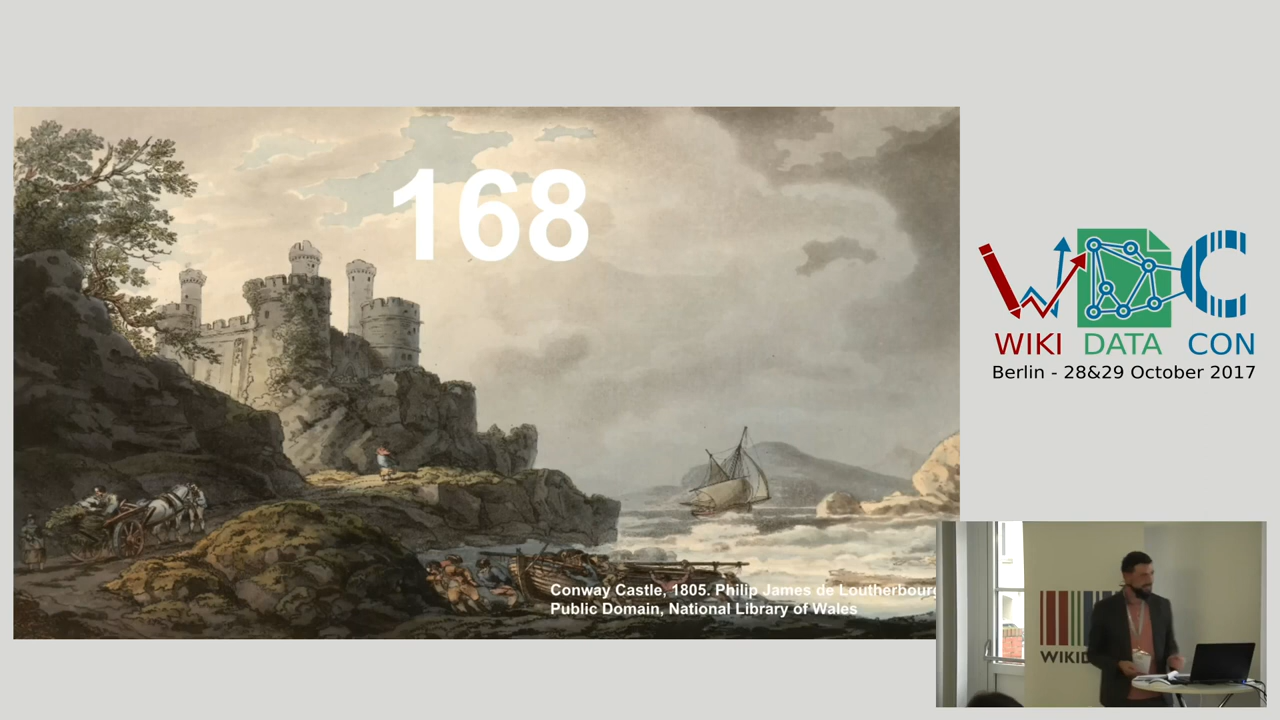 168
Conway Castle, 1805. Philip James de Loutherbourg
Public Domain, National Library of Wales
WIKI DATA CON
Berlin - 28&29 October 2017
WIKID